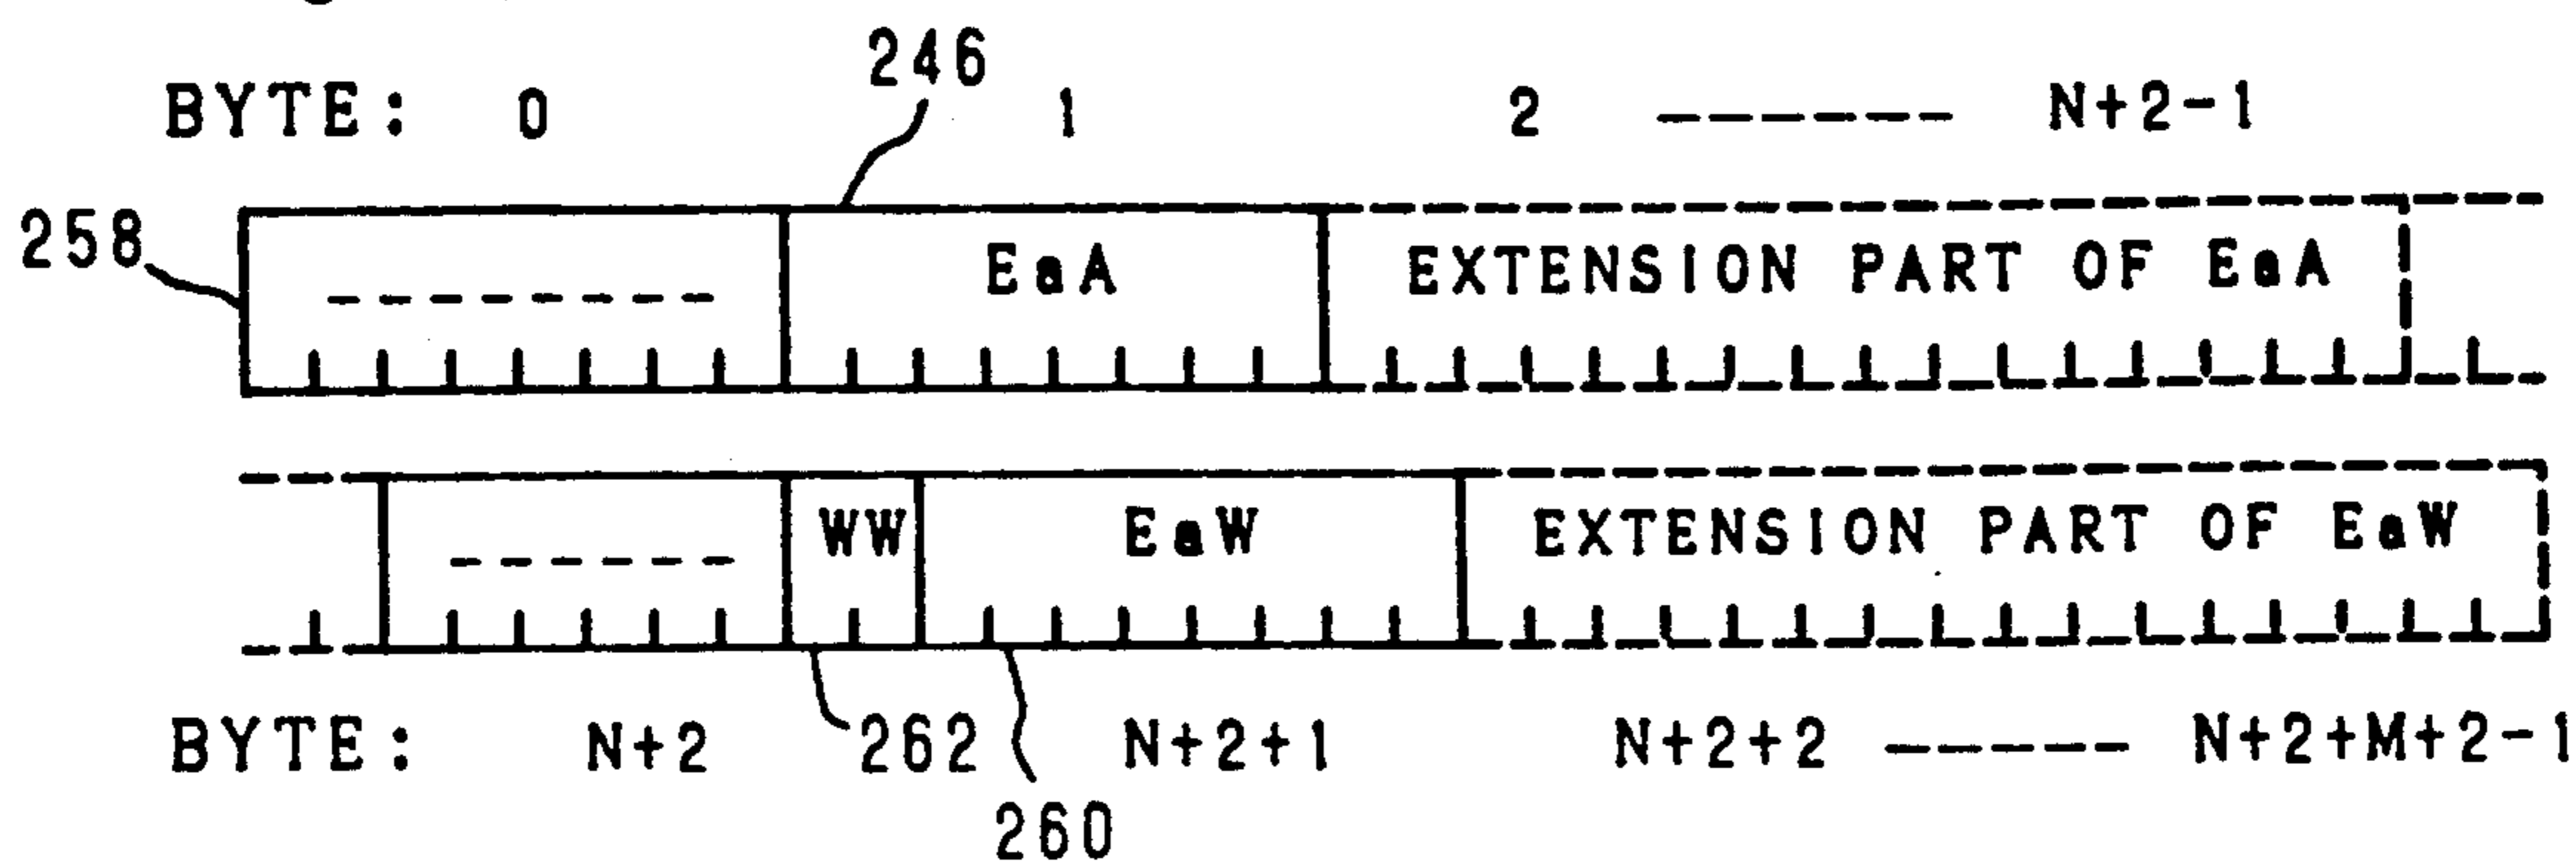 246
BYTE: 0 1 2 ------ N+2-1
258
EaA EXTENSION PART OF EaA
--------
WW EaW EXTENSION PART OF EaW
------
BYTE: N+2 262 N+2+1 N+2+2 ----- N+2+M+2-1
260